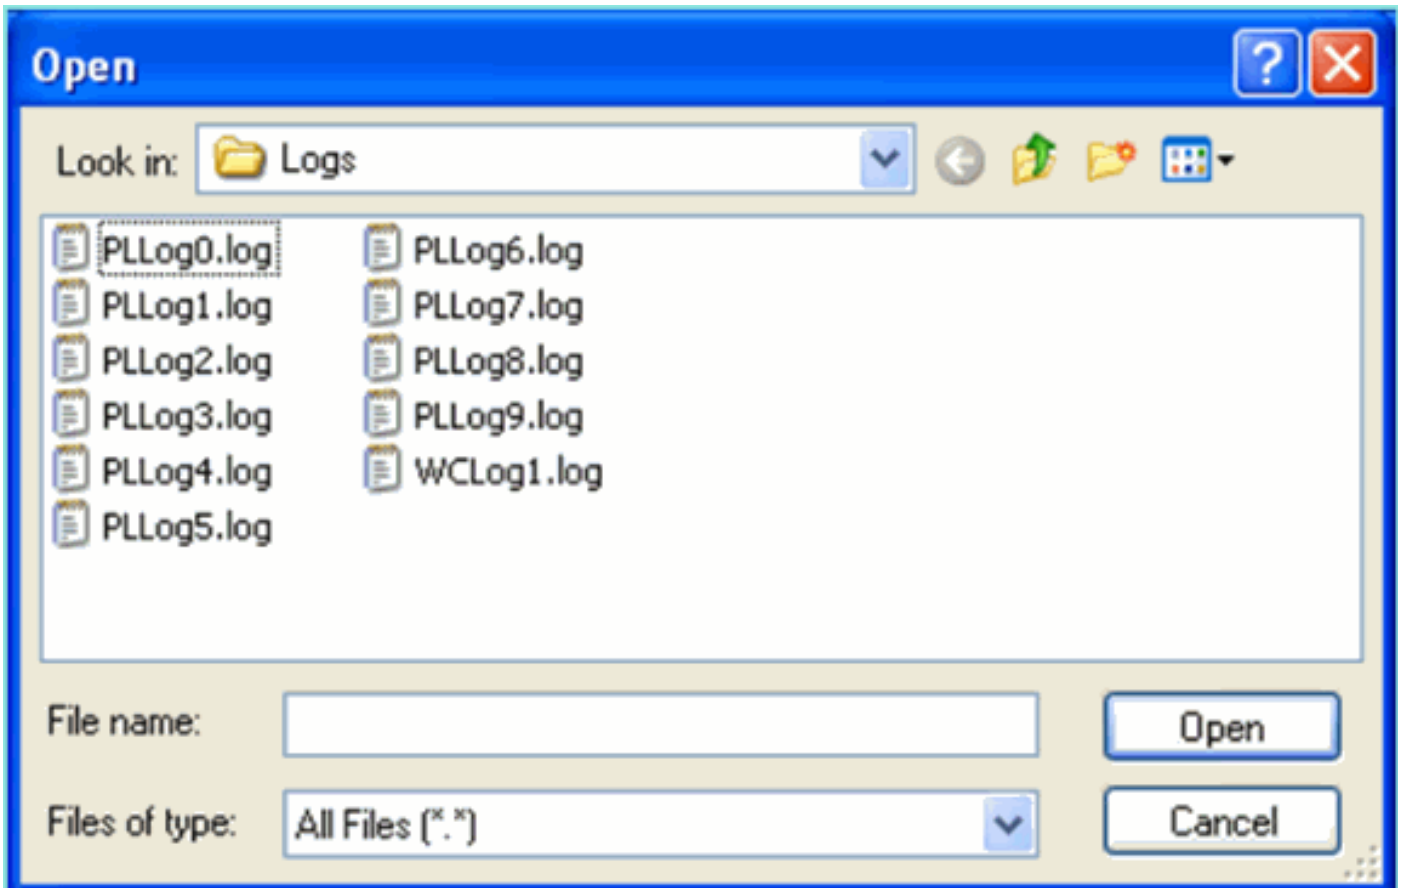 Open
Look in: Logs
PLLog0.log
PLLog1.log
PLLog2.log
PLLog3.log
PLLog4.log
PLLog5.log
PLLog6.log
PLLog7.log
PLLog8.log
PLLog9.log
WCLog1.log
File name:
Open
Files of type: All Files (*.*)
Cancel